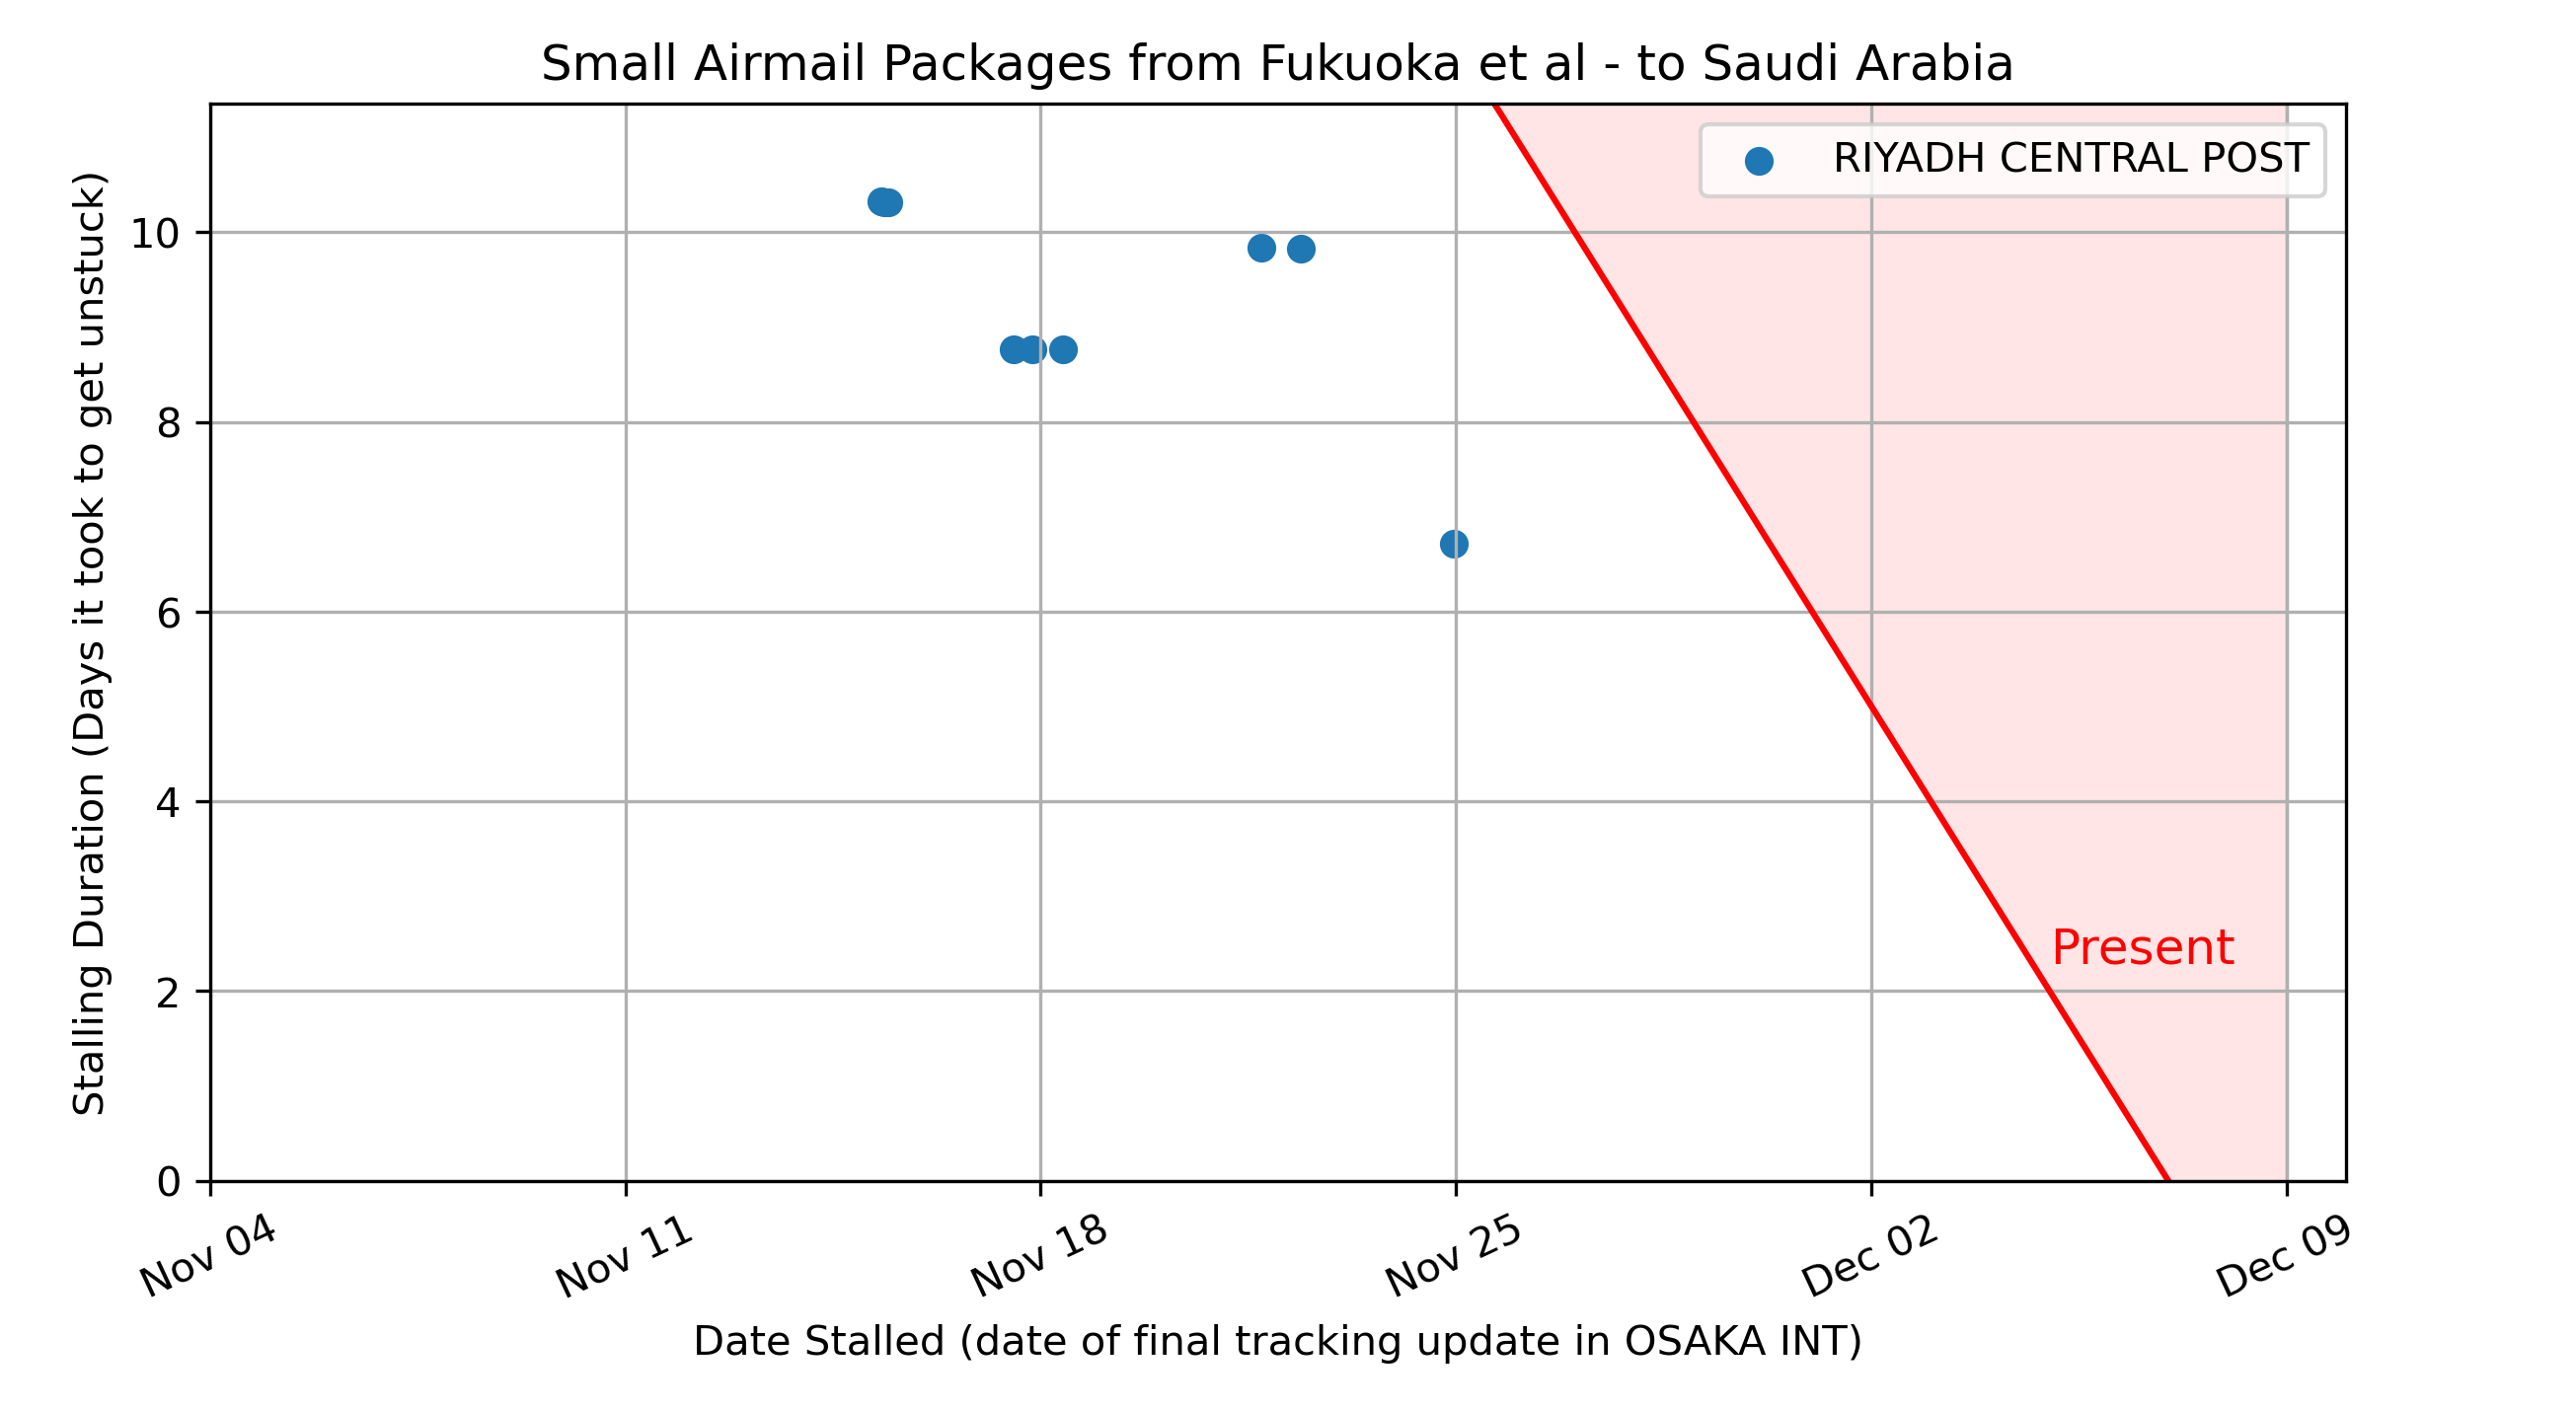 Small Airmail Packages from Fukuoka et al - to Saudi Arabia
RIYADH CENTRAL POST
Stalling Duration (Days it took to get unstuck)
10
8
6
4
2
0
Present
Nov 04
Nov 11
Nov 18
Nov 25
Dec 02
Dec 09
Date Stalled (date of final tracking update in OSAKA INT)